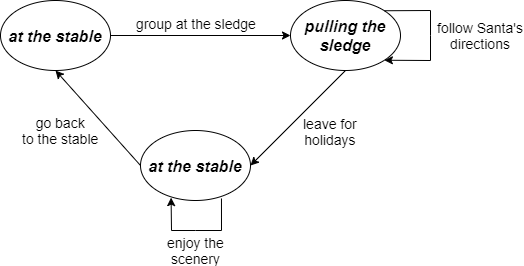 at the stable
group at the sledge
pulling the
sledge
follow Santa's
directions
go back
to the stable
leave for
holidays
at the stable
enjoy the
scenery